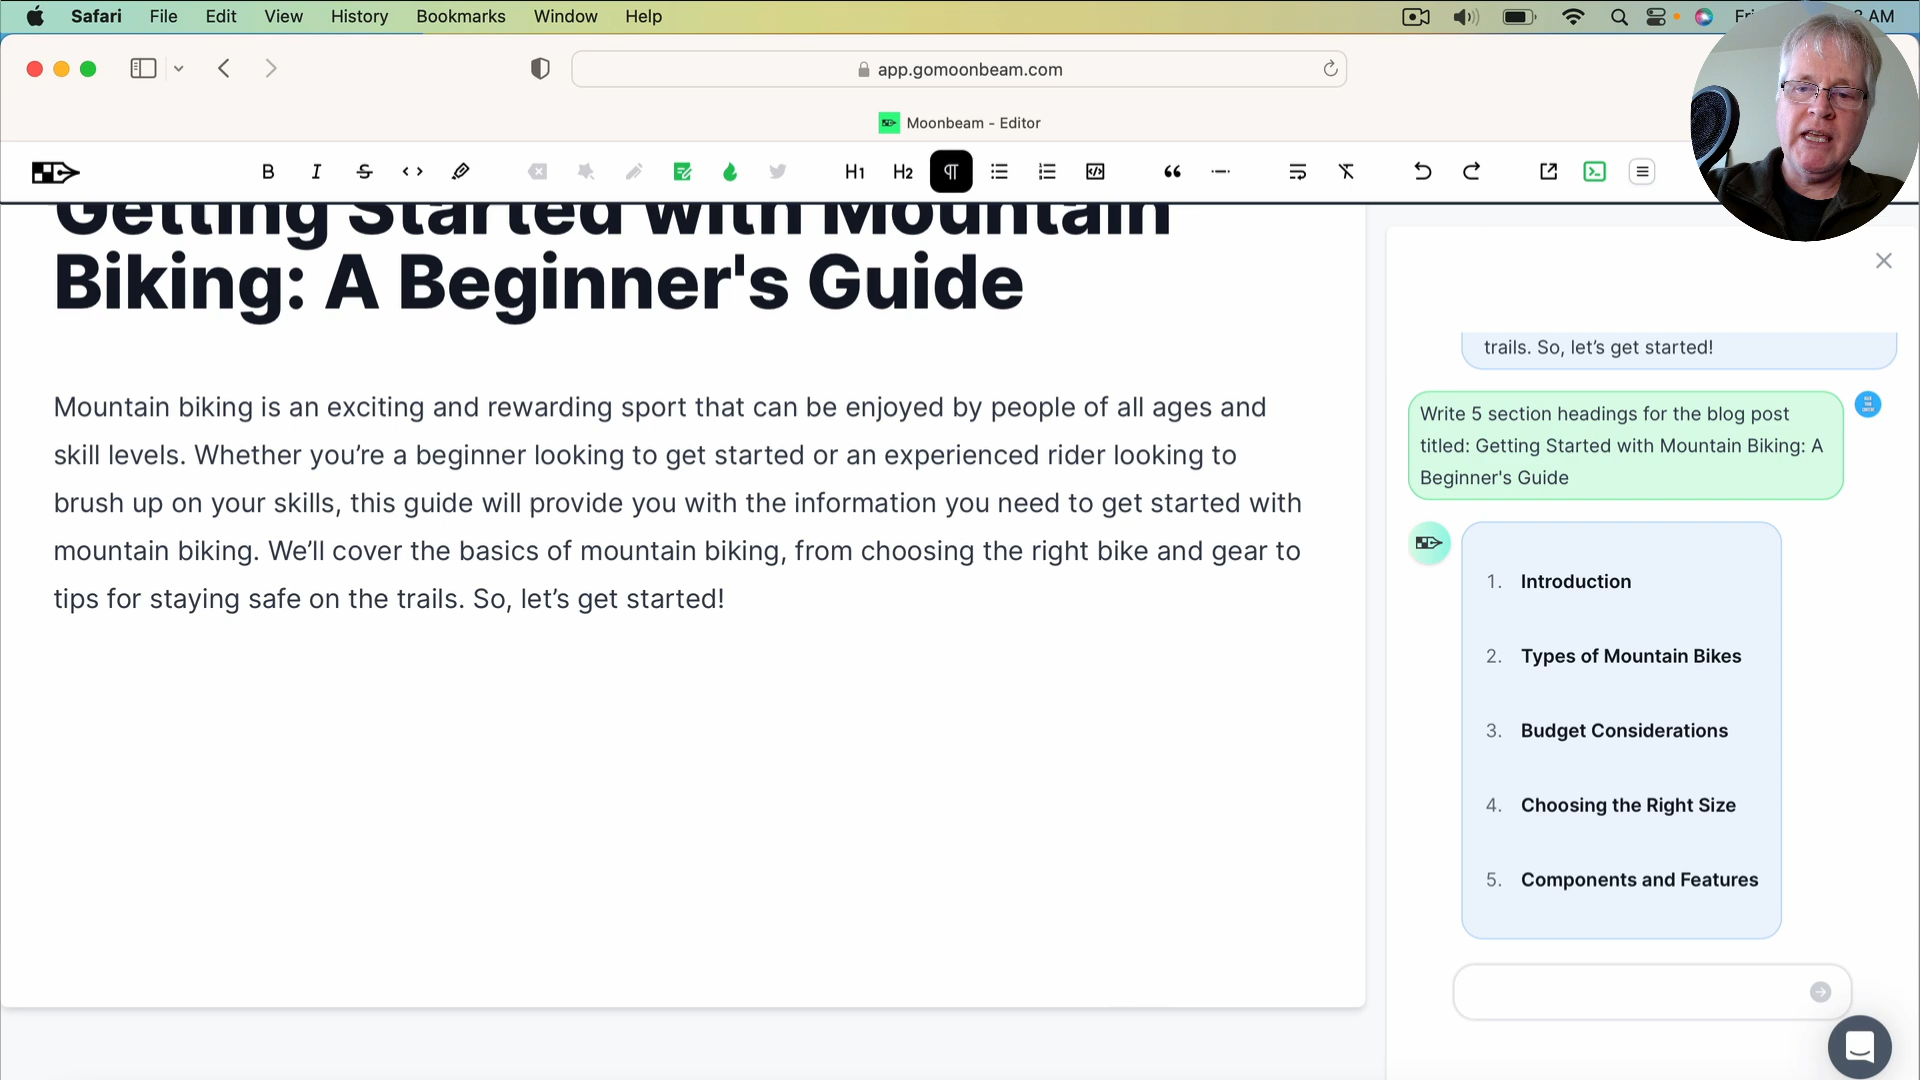 Safari File Edit View History Bookmarks Window Help
AM
app.gomoonbeam.com
Moonbeam - Editor
B I S H1 H2
Getting Started with Mountain
Biking: A Beginner's Guide
Mountain biking is an exciting and rewarding sport that can be enjoyed by people of all ages and
skill levels. Whether you’re a beginner looking to get started or an experienced rider looking to
brush up on your skills, this guide will provide you with the information you need to get started with
mountain biking. We’ll cover the basics of mountain biking, from choosing the right bike and gear to
tips for staying safe on the trails. So, let’s get started!
trails. So, let’s get started!
Write 5 section headings for the blog post
titled: Getting Started with Mountain Biking: A
Beginner's Guide
1. Introduction
2. Types of Mountain Bikes
3. Budget Considerations
4. Choosing the Right Size
5. Components and Features